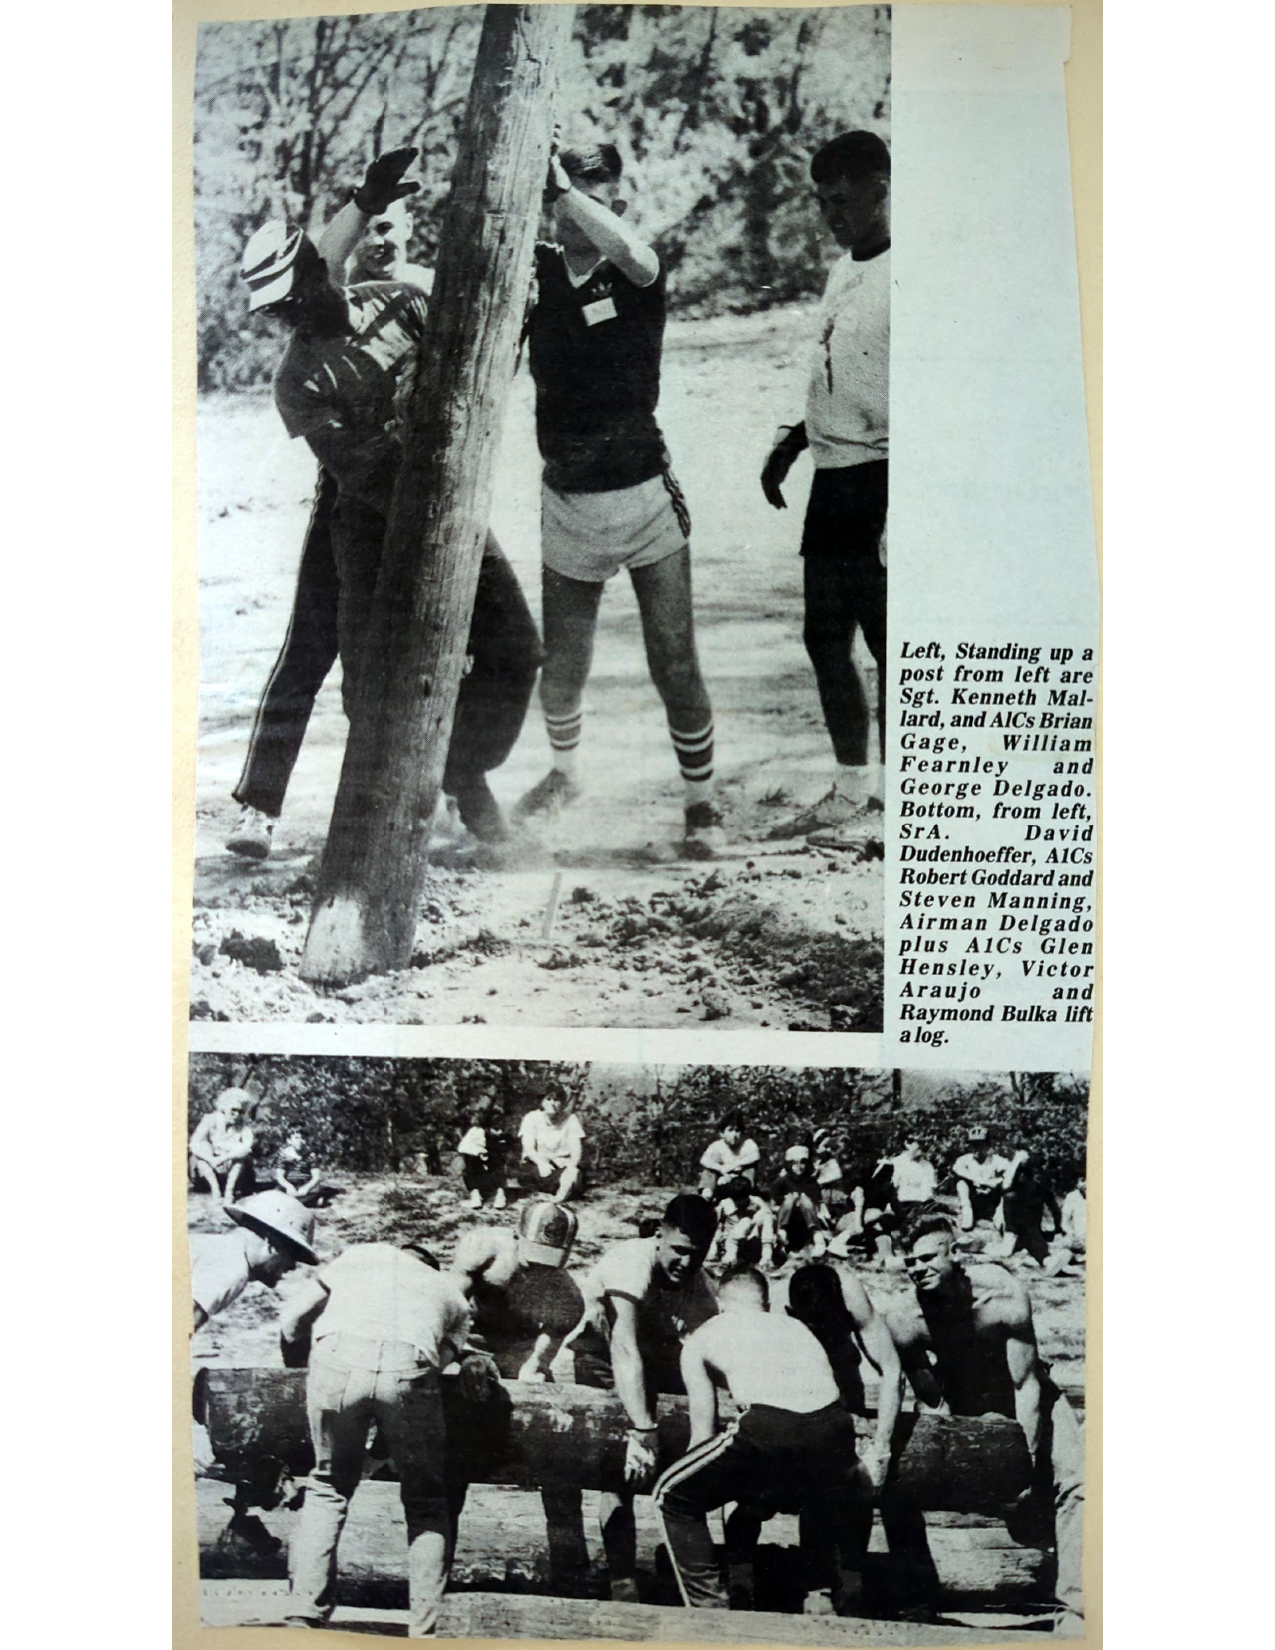 Left, Standing up a
post from left are
Sgt. Kenneth Mal-
lard, and A1Cs Brian
Gage, William
Fearnley and
George Delgado.
Bottom, from left,
SrA. David
Dudenhoeffer, A1Cs
Robert Goddard and
Steven Manning,
Airman Delgado
plus A1Cs Glen
Hensley, Victor
Araujo and
Raymond Bulka lift
a log.